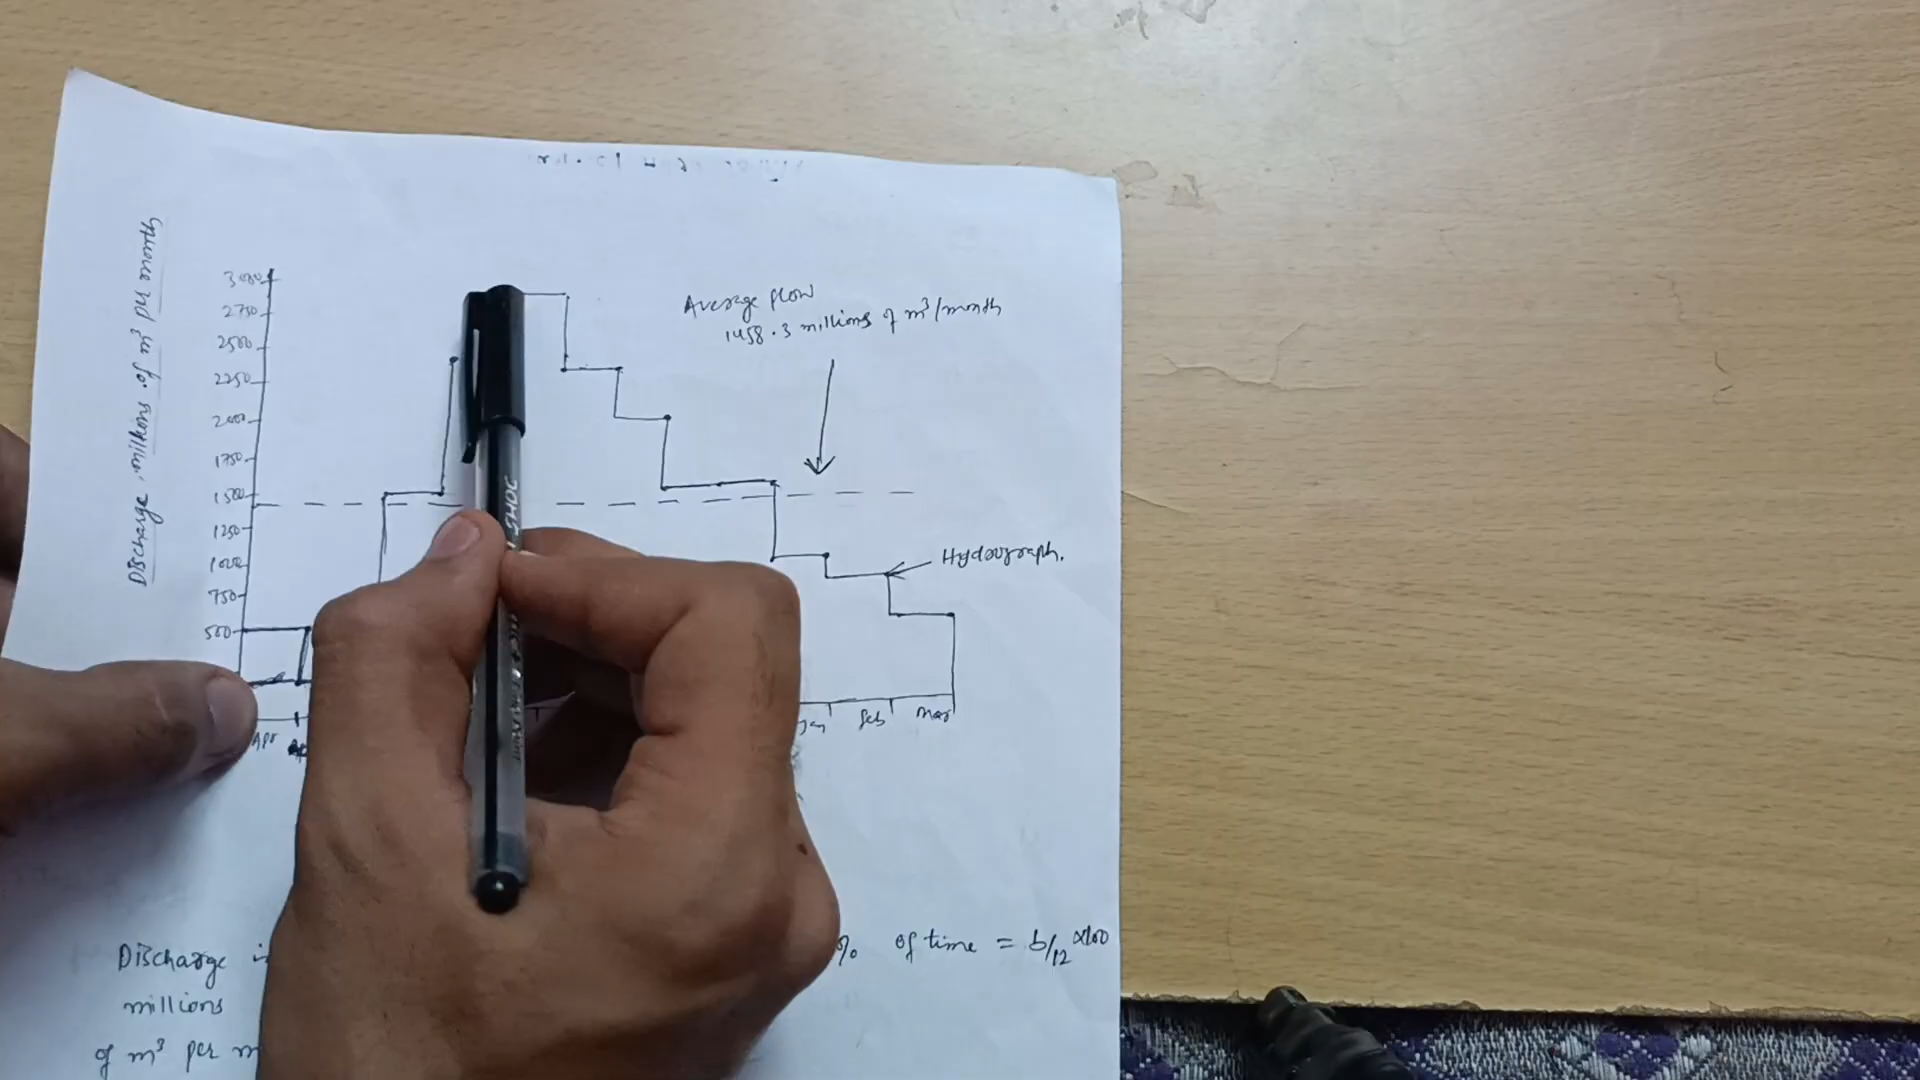 Discharge, millions of m³ per month
3000
2750
2500
2250
2000
1750
1500
1250
1000
750
500
Average flow
1458.3 millions of m³/month
Hydrograph.
Apr
Jan
Feb
Mar
Discharge
millions
of m³ per m
% of time = b/12 x100